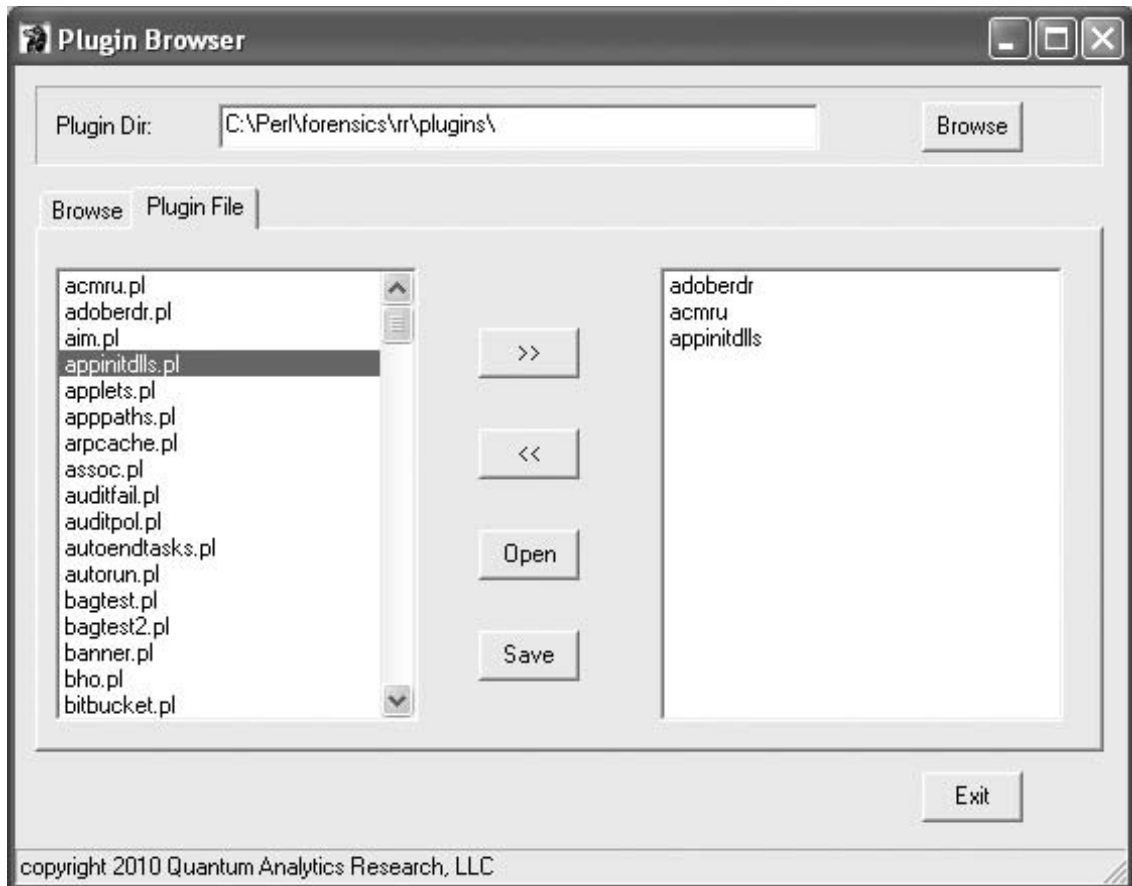 Plugin Browser
Plugin Dir:
C:\Perl\forensics\rr\plugins\
Browse
Browse
Plugin File
acmru.pl
adoberdr.pl
aim.pl
appinitdlls.pl
applets.pl
apppaths.pl
arpcache.pl
assoc.pl
auditfail.pl
auditpol.pl
autoendtasks.pl
autorun.pl
bagtest.pl
bagtest2.pl
banner.pl
bho.pl
bitbucket.pl
>>
<<
Open
Save
adoberdr
acmru
appinitdlls
Exit
copyright 2010 Quantum Analytics Research, LLC